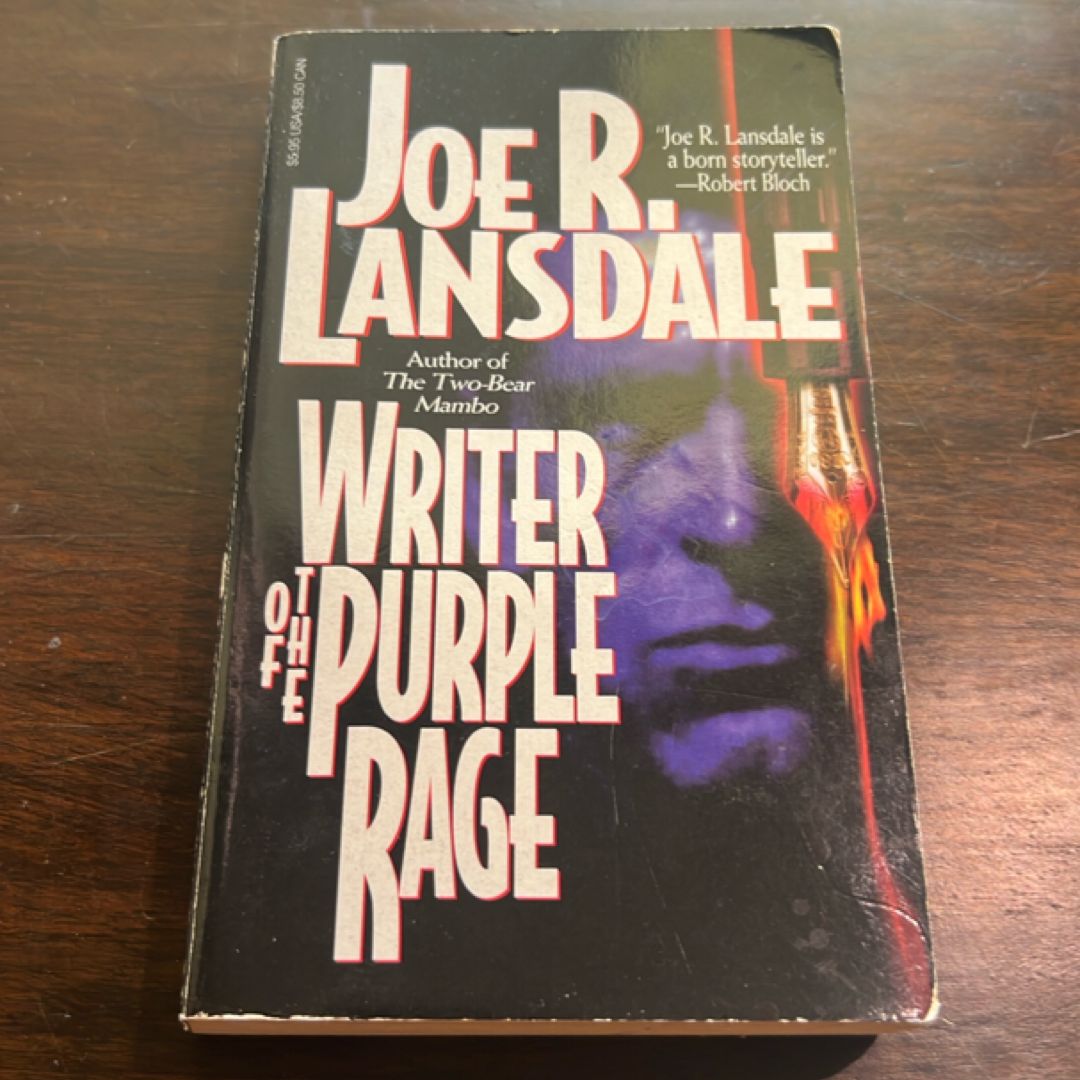 $5.95 USA/$8.50 CAN
JOE R.
LANSDALE
"Joe R. Lansdale is
a born storyteller."
—Robert Bloch
Author of
The Two-Bear
Mambo
WRITER
OF THE PURPLE
RAGE